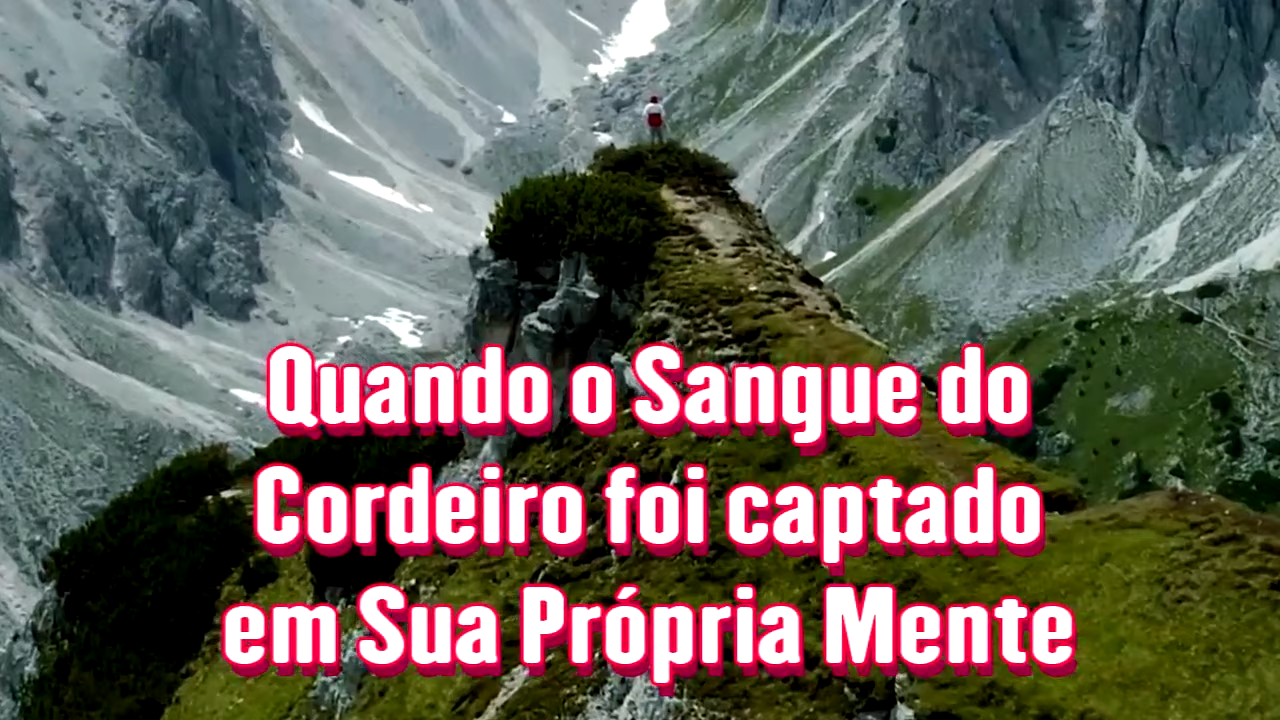 Quando o Sangue do
Cordeiro foi captado
em Sua Própria Mente